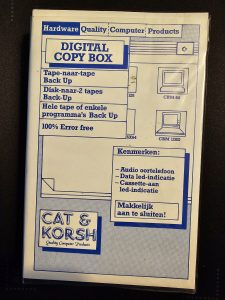 Hardware Quality Computer Products
DIGITAL
COPY BOX
Tape-naar-tape
Back Up
Disk-naar-2 tapes
Back-Up
Hele tape of enkele
programma's Back Up
100% Error free
CBM 64
Kenmerken:
– Audio oortelefoon
– Data led-indicatie
– Cassette-aan
led-indicatie
Makkelijk
aan te sluiten!
CAT &
KORSH
Quality Computer Products